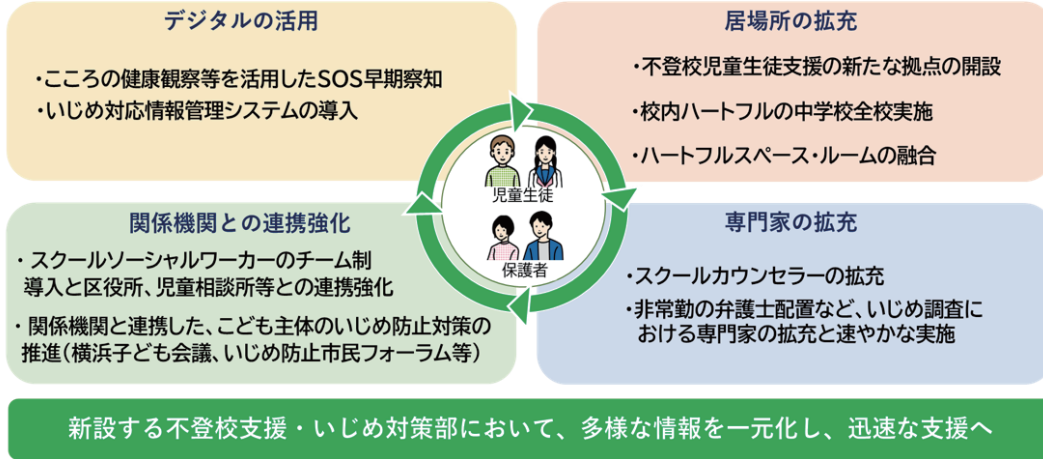 デジタルの活用
・こころの健康観察等を活用したSOS早期察知
・いじめ対応情報管理システムの導入
居場所の拡充
・不登校児童生徒支援の新たな拠点の開設
・校内ハートフルの中学校全校実施
・ハートフルスペース・ルームの融合
児童生徒
保護者
関係機関との連携強化
・スクールソーシャルワーカーのチーム制
導入と区役所、児童相談所等との連携強化
・関係機関と連携した、こども主体のいじめ防止対策の
推進(横浜子ども会議、いじめ防止市民フォーラム等)
専門家の拡充
・スクールカウンセラーの拡充
・非常勤の弁護士配置など、いじめ調査に
おける専門家の拡充と速やかな実施
新設する不登校支援・いじめ対策部において、多様な情報を一元化し、迅速な支援へ